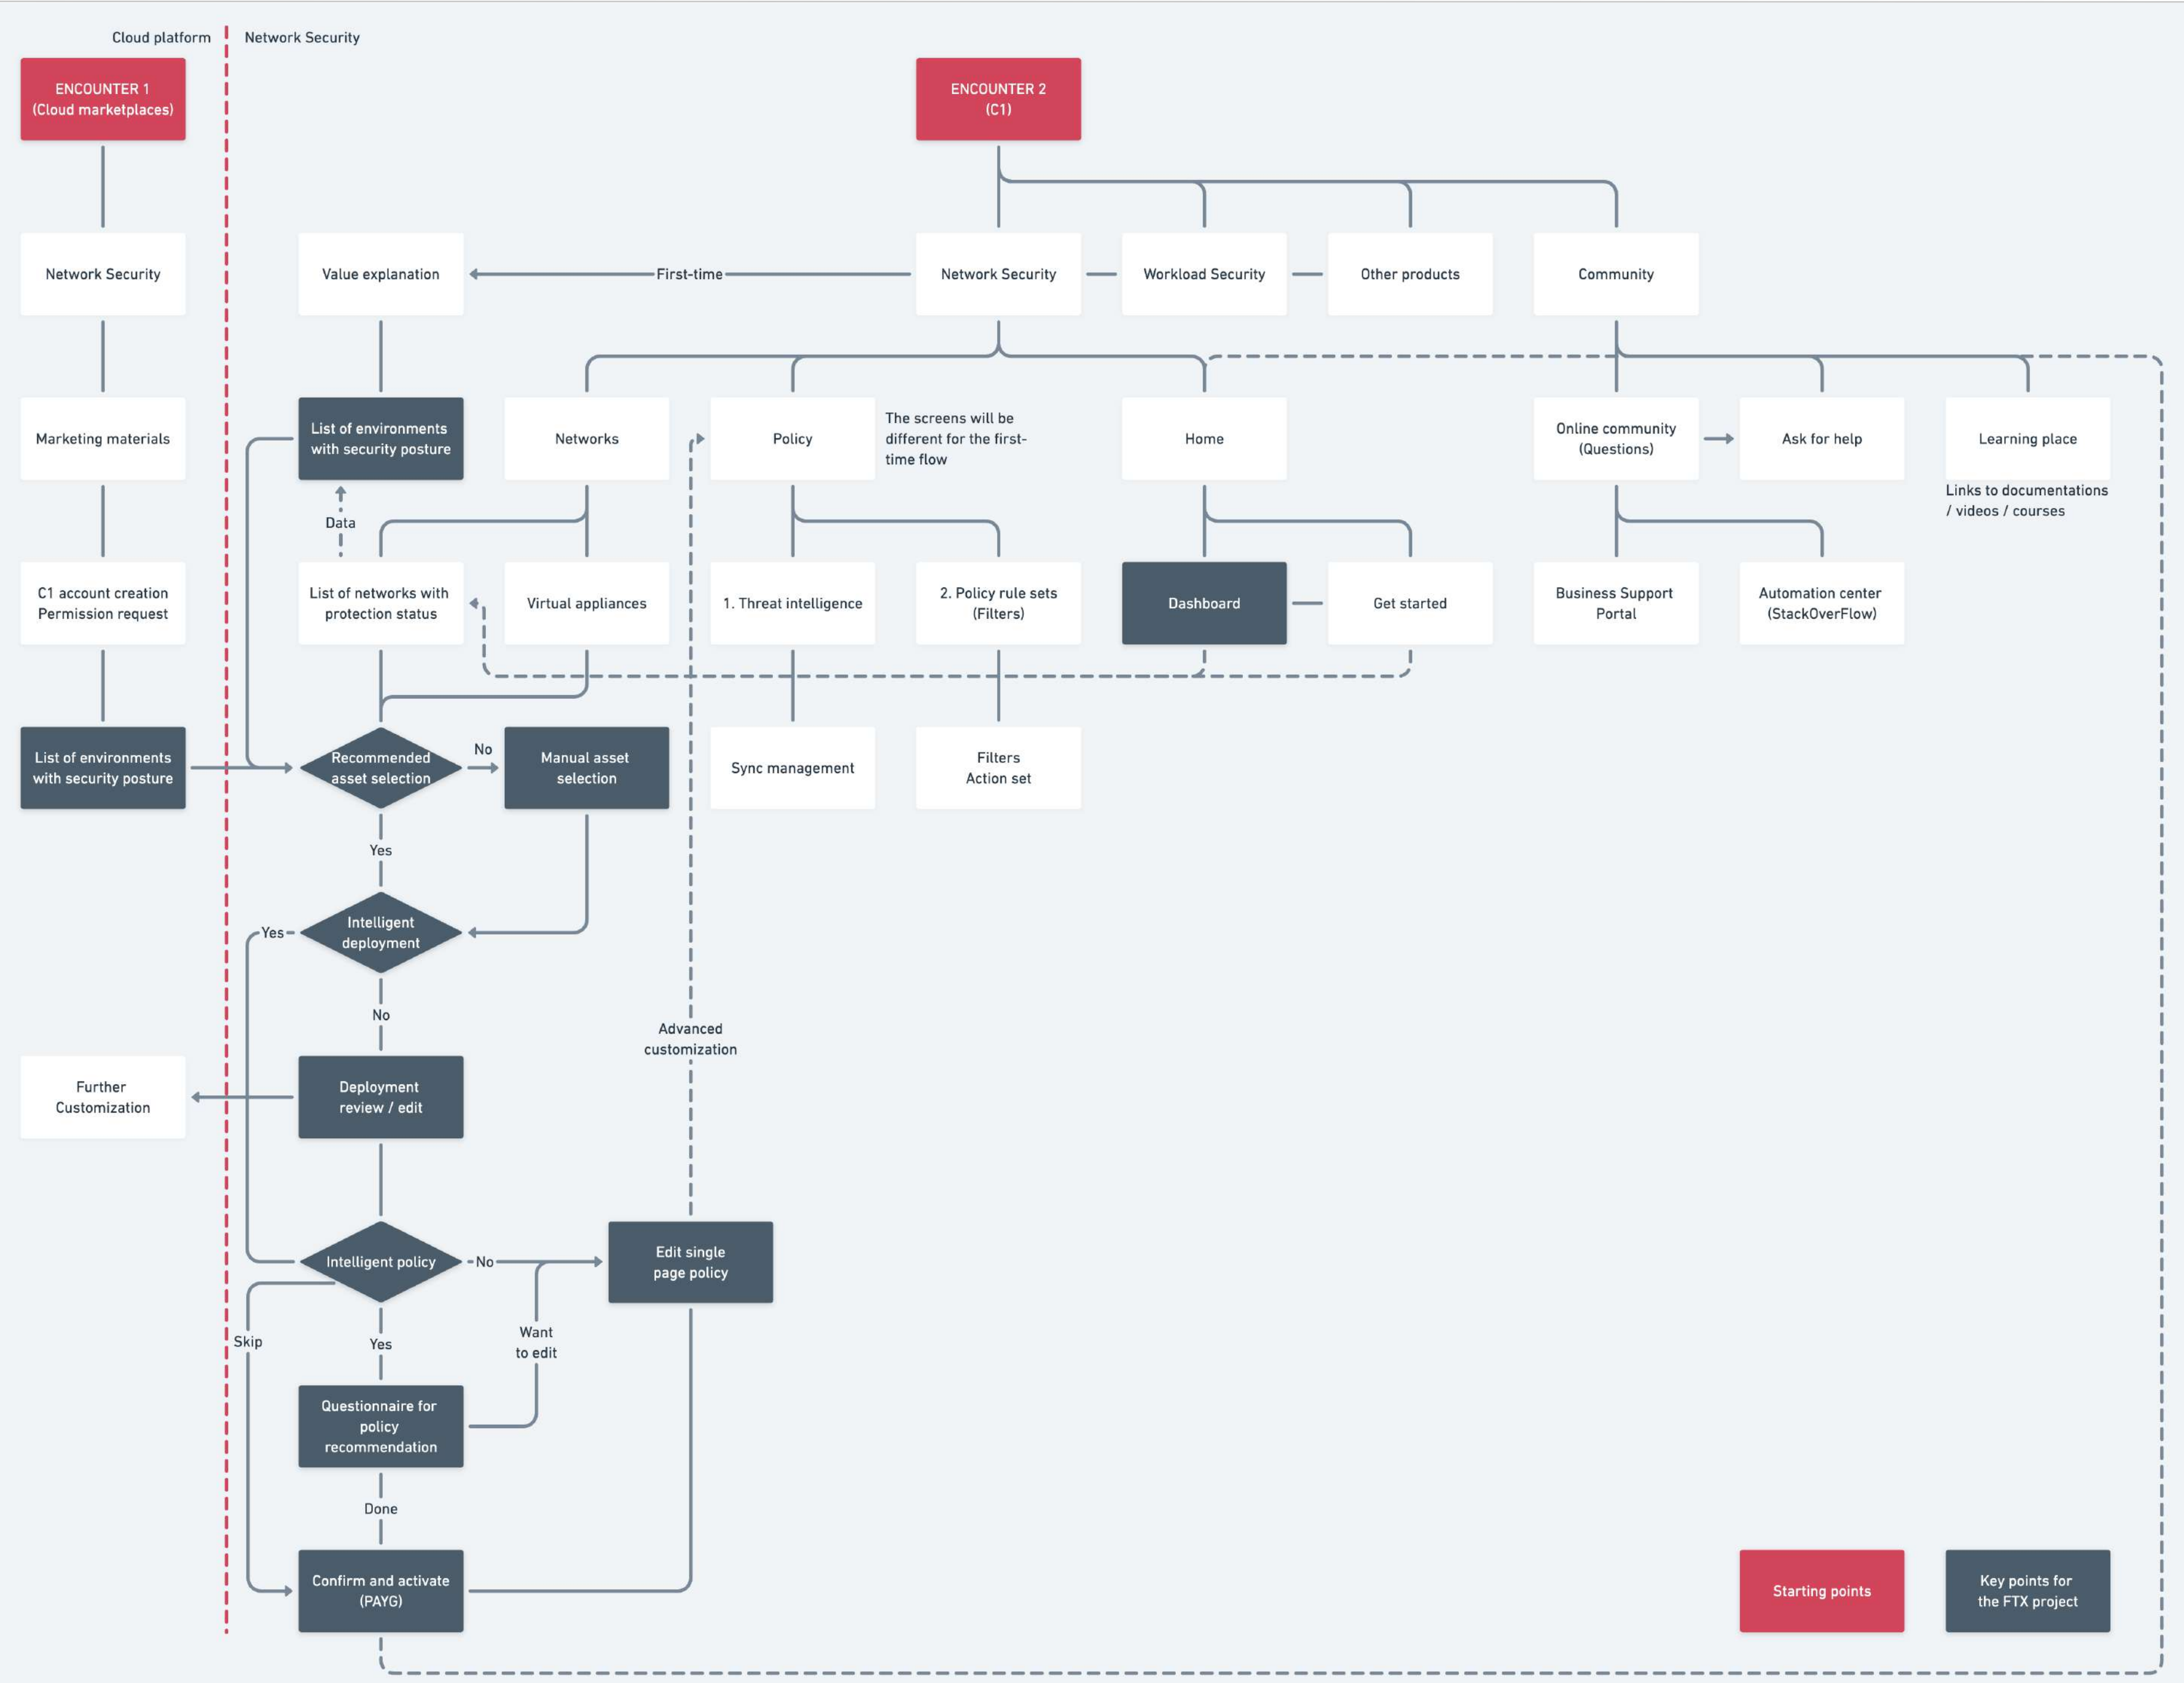 Cloud platform
Network Security
ENCOUNTER 1
(Cloud marketplaces)
ENCOUNTER 2
(C1)
Network Security
Value explanation
First-time
Network Security
Workload Security
Other products
Community
Marketing materials
List of environments
with security posture
Networks
Policy
The screens will be
different for the first-
time flow
Home
Online community
(Questions)
Ask for help
Learning place
Links to documentations
/ videos / courses
Data
C1 account creation
Permission request
List of networks with
protection status
Virtual appliances
1. Threat intelligence
2. Policy rule sets
(Filters)
Dashboard
Get started
Business Support
Portal
Automation center
(StackOverFlow)
List of environments
with security posture
Recommended
asset selection
No
Manual asset
selection
Sync management
Filters
Action set
Yes
Intelligent
deployment
Yes
No
Advanced
customization
Further
Customization
Deployment
review / edit
Intelligent policy
No
Edit single
page policy
Skip
Yes
Want
to edit
Questionnaire for
policy
recommendation
Done
Confirm and activate
(PAYG)
Starting points
Key points for
the FTX project